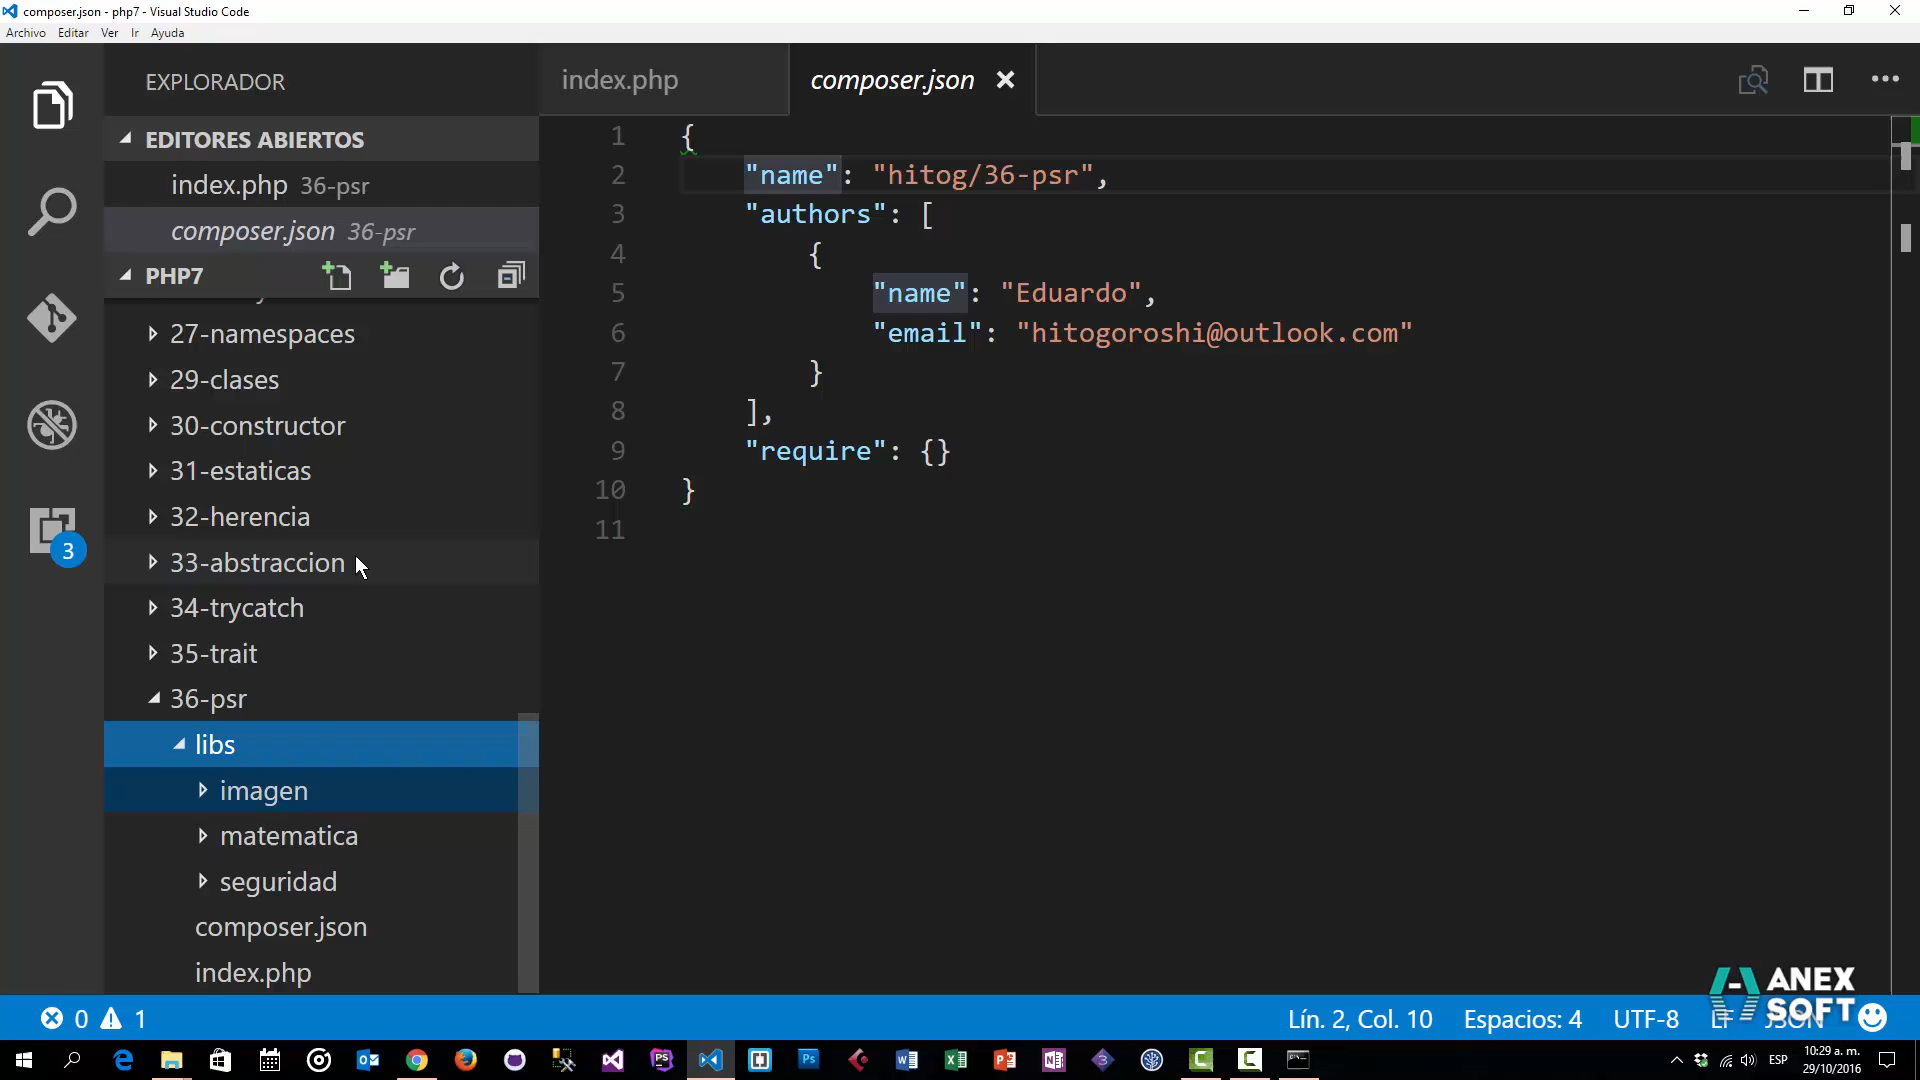 composer.json - php7 - Visual Studio Code
Archivo Editar Ver Ir Ayuda
EXPLORADOR
EDITORES ABIERTOS
index.php 36-psr
composer.json 36-psr
PHP7
27-namespaces
29-clases
30-constructor
31-estaticas
32-herencia
33-abstraccion
34-trycatch
35-trait
36-psr
libs
imagen
matematica
seguridad
composer.json
index.php
3
index.php composer.json
1 {
2 "name": "hitog/36-psr",
3 "authors": [
4 {
5 "name": "Eduardo",
6 "email": "hitogoroshi@outlook.com"
7 }
8 ],
9 "require": {}
10 }
11
ANEX
SOFT
0 1 Lín. 2, Col. 10 Espacios: 4 UTF-8 LF JSON
Ps
PS
ESP
10:29 a. m.
29/10/2016